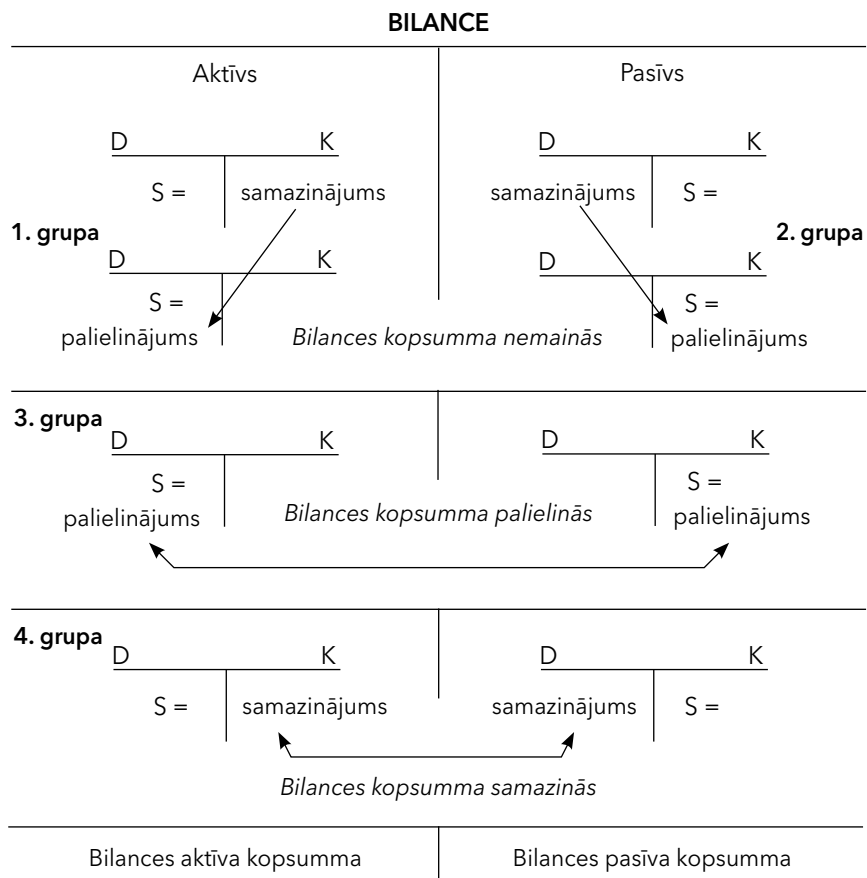 BILANCE
Aktīvs Pasīvs
D K D K
S = samazinājums samazinājums S =
1. grupa 2. grupa
D K D K
S = S =
palielinājums Bilances kopsumma nemainās palielinājums
3. grupa
D K D K
S = S =
palielinājums Bilances kopsumma palielinās palielinājums
4. grupa
D K D K
S = samazinājums samazinājums S =
Bilances kopsumma samazinās
Bilances aktīva kopsumma Bilances pasīva kopsumma